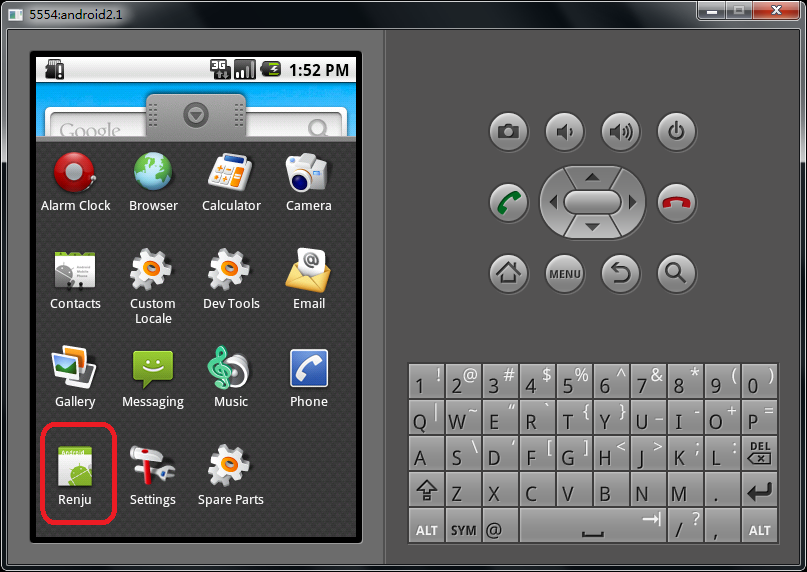 5554:android2.1
3G 1:52 PM
Google
Alarm Clock Browser Calculator Camera
Contacts Custom Locale Dev Tools Email
Gallery Messaging Music Phone
Android
Renju Settings Spare Parts
MENU
1 ! 2 @ 3 # 4 $ 5 % 6 ^ 7 & 8 * 9 ( 0 )
Q | W ~ E “ R ` T { Y } U _ I - O + P =
A S \ D ‘ F [ G ] H < J > K ; L : DEL
Z X C V B N M .
ALT SYM @ / ? , ALT